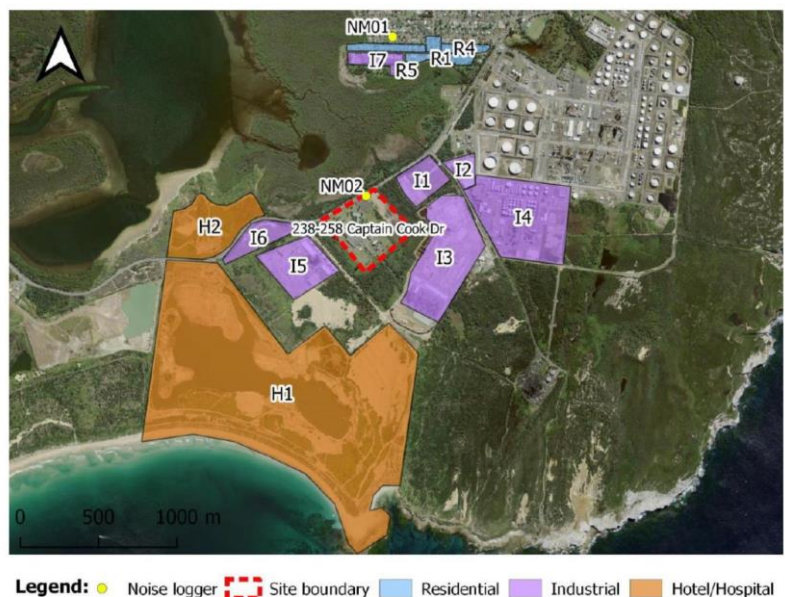 NM01
R4
R1
I7
R5
I2
I1
NM02
I4
H2
238-258 Captain Cook Dr
I6
I3
I5
H1
0 500 1000 m
Legend: Noise logger Site boundary Residential Industrial Hotel/Hospital